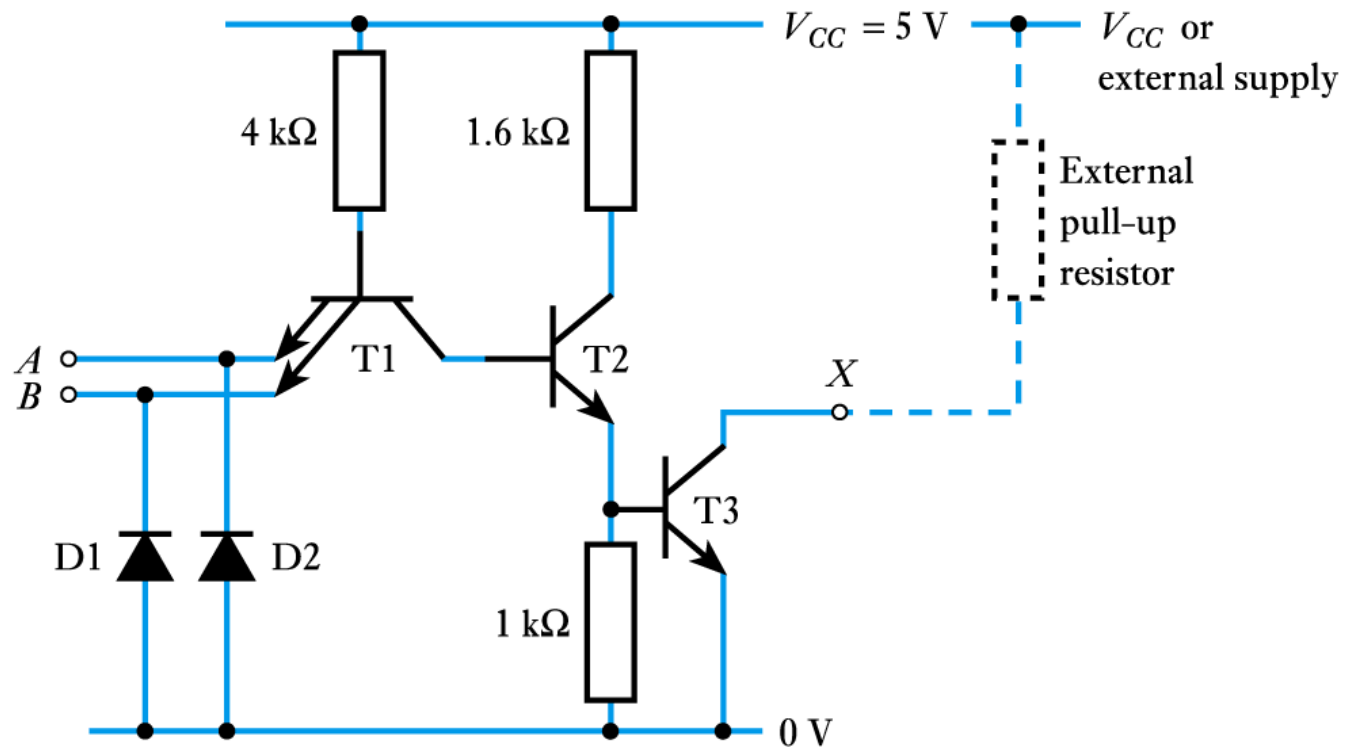 V_CC = 5 V
V_CC or
external supply
4 kΩ
1.6 kΩ
External
pull-up
resistor
A
B
T1
T2
X
T3
D1
D2
1 kΩ
0 V